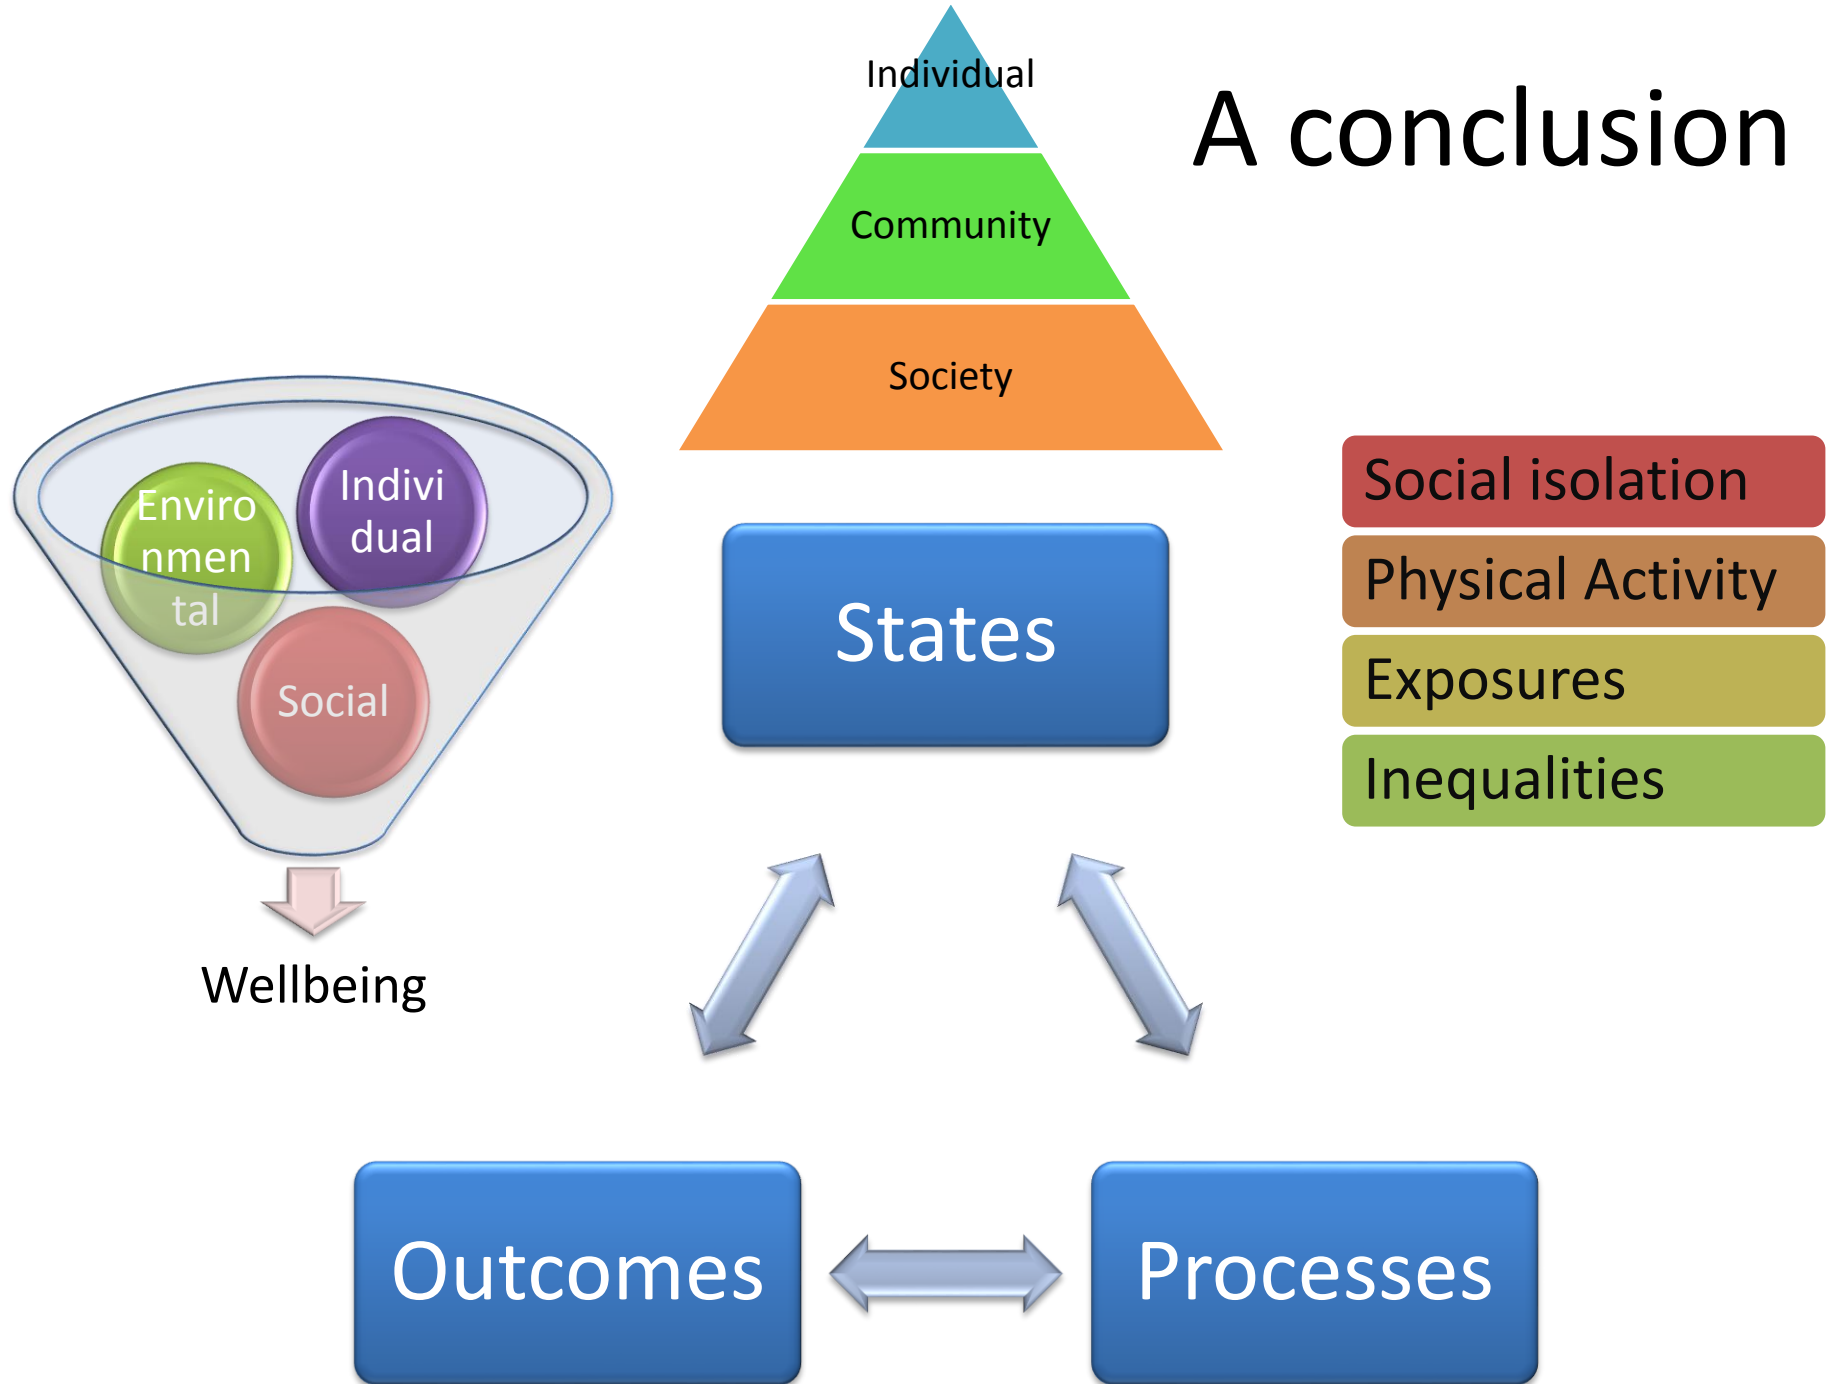 A conclusion
Individual
Community
Society
Enviro
nmen
tal
Indivi
dual
Social
Wellbeing
States
Social isolation
Physical Activity
Exposures
Inequalities
Outcomes
Processes